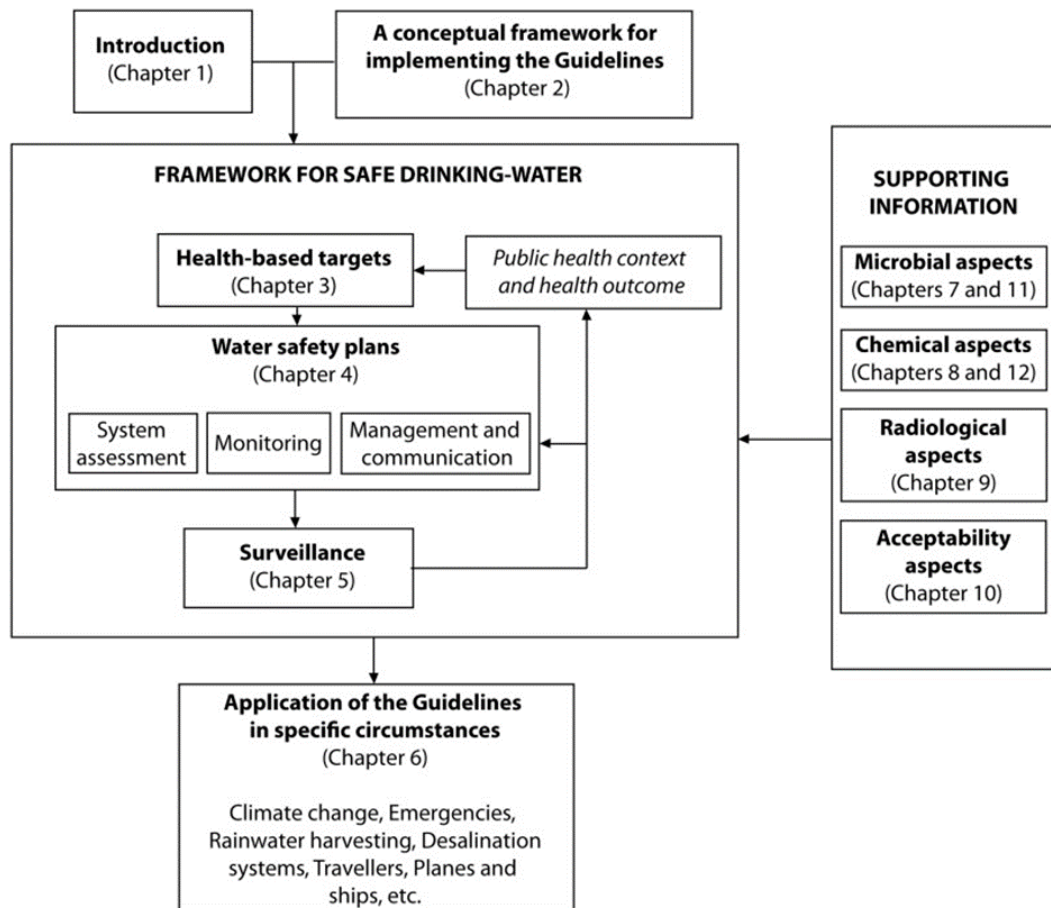 Introduction
(Chapter 1)
A conceptual framework for
implementing the Guidelines
(Chapter 2)
FRAMEWORK FOR SAFE DRINKING-WATER
Health-based targets
(Chapter 3)
Public health context
and health outcome
Water safety plans
(Chapter 4)
System
assessment
Monitoring
Management and
communication
Surveillance
(Chapter 5)
SUPPORTING
INFORMATION
Microbial aspects
(Chapters 7 and 11)
Chemical aspects
(Chapters 8 and 12)
Radiological
aspects
(Chapter 9)
Acceptability
aspects
(Chapter 10)
Application of the Guidelines
in specific circumstances
(Chapter 6)
Climate change, Emergencies,
Rainwater harvesting, Desalination
systems, Travellers, Planes and
ships, etc.